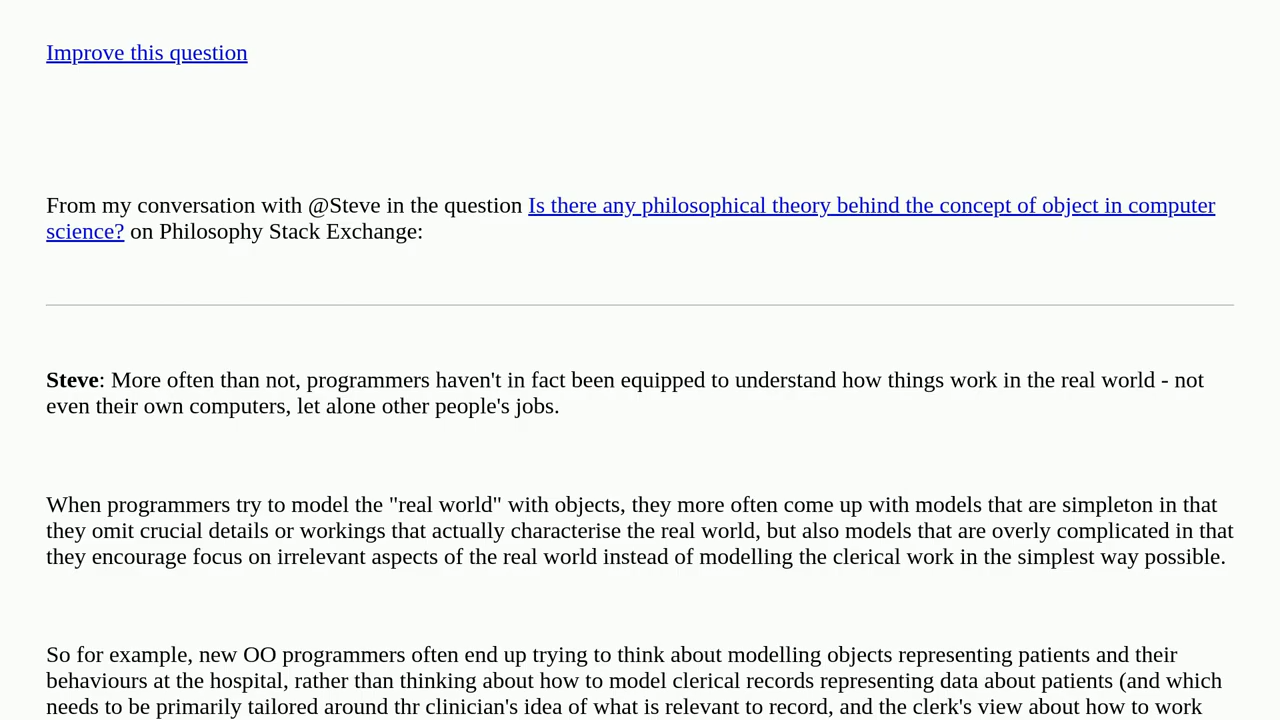 Improve this question
From my conversation with @Steve in the question Is there any philosophical theory behind the concept of object in computer
science? on Philosophy Stack Exchange:
Steve: More often than not, programmers haven't in fact been equipped to understand how things work in the real world - not
even their own computers, let alone other people's jobs.
When programmers try to model the "real world" with objects, they more often come up with models that are simpleton in that
they omit crucial details or workings that actually characterise the real world, but also models that are overly complicated in that
they encourage focus on irrelevant aspects of the real world instead of modelling the clerical work in the simplest way possible.
So for example, new OO programmers often end up trying to think about modelling objects representing patients and their
behaviours at the hospital, rather than thinking about how to model clerical records representing data about patients (and which
needs to be primarily tailored around thr clinician's idea of what is relevant to record, and the clerk's view about how to work